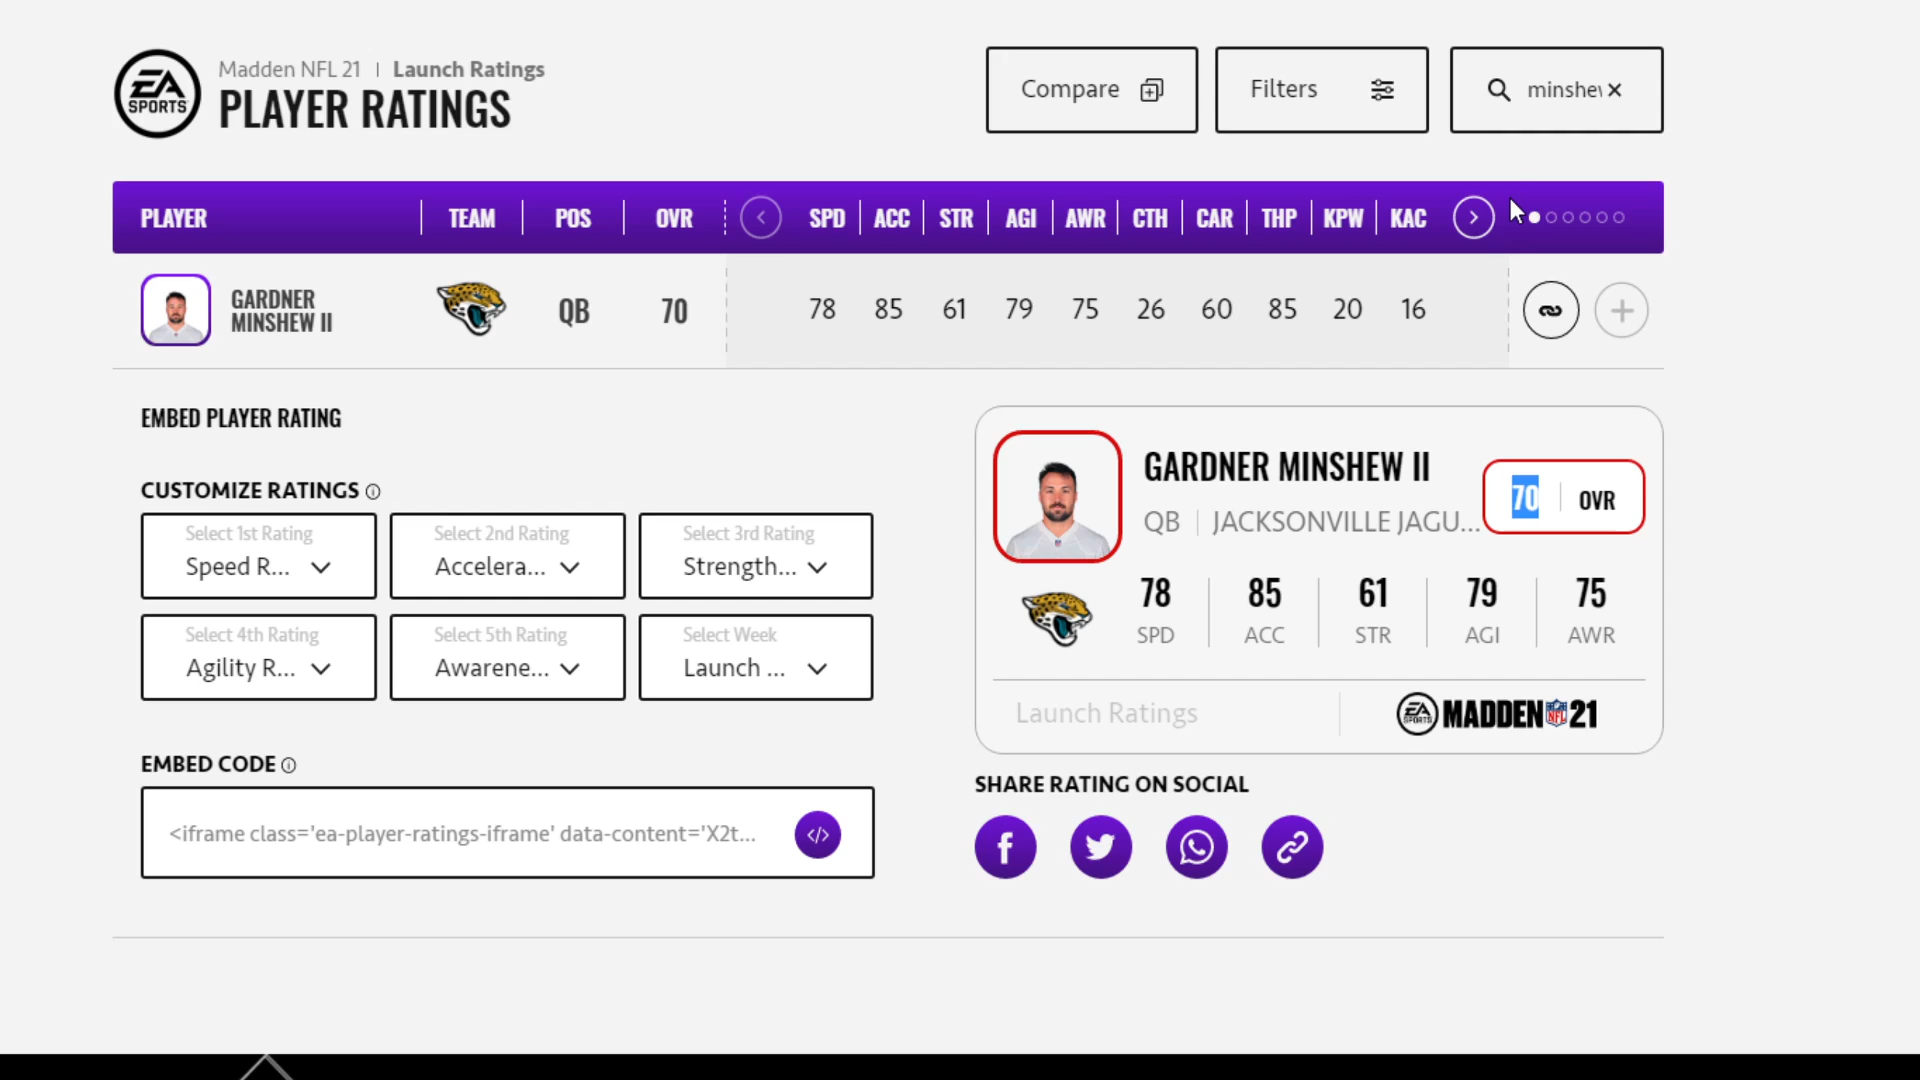 EA SPORTS
Madden NFL 21 | Launch Ratings
PLAYER RATINGS
Compare
Filters
minshew
PLAYER TEAM POS OVR SPD ACC STR AGI AWR CTH CAR THP KPW KAC
GARDNER
MINSHEW II
QB 70 78 85 61 79 75 26 60 85 20 16
EMBED PLAYER RATING
CUSTOMIZE RATINGS
Select 1st Rating
Speed R...
Select 2nd Rating
Accelera...
Select 3rd Rating
Strength...
Select 4th Rating
Agility R...
Select 5th Rating
Awarene...
Select Week
Launch ...
EMBED CODE
<iframe class='ea-player-ratings-iframe' data-content='X2t...
</>
GARDNER MINSHEW II
QB | JACKSONVILLE JAGU...
70 | OVR
78 85 61 79 75
SPD ACC STR AGI AWR
Launch Ratings
EA SPORTS MADDEN NFL 21
SHARE RATING ON SOCIAL